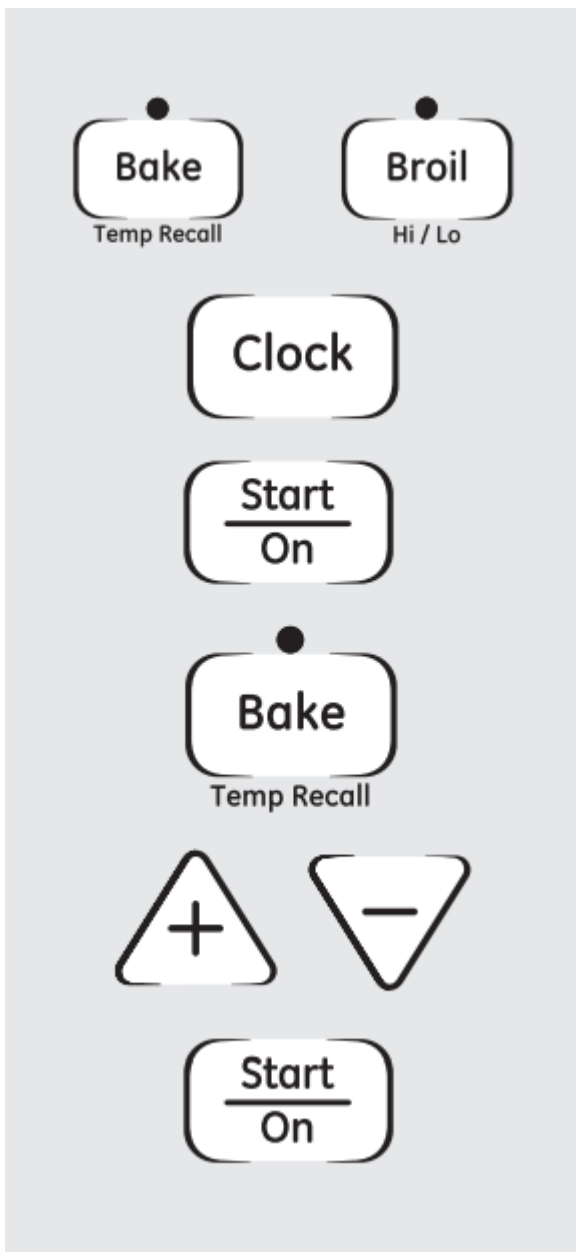 Bake
Broil
Temp Recall
Hi / Lo
Clock
Start
On
Bake
Temp Recall
+
−
Start
On